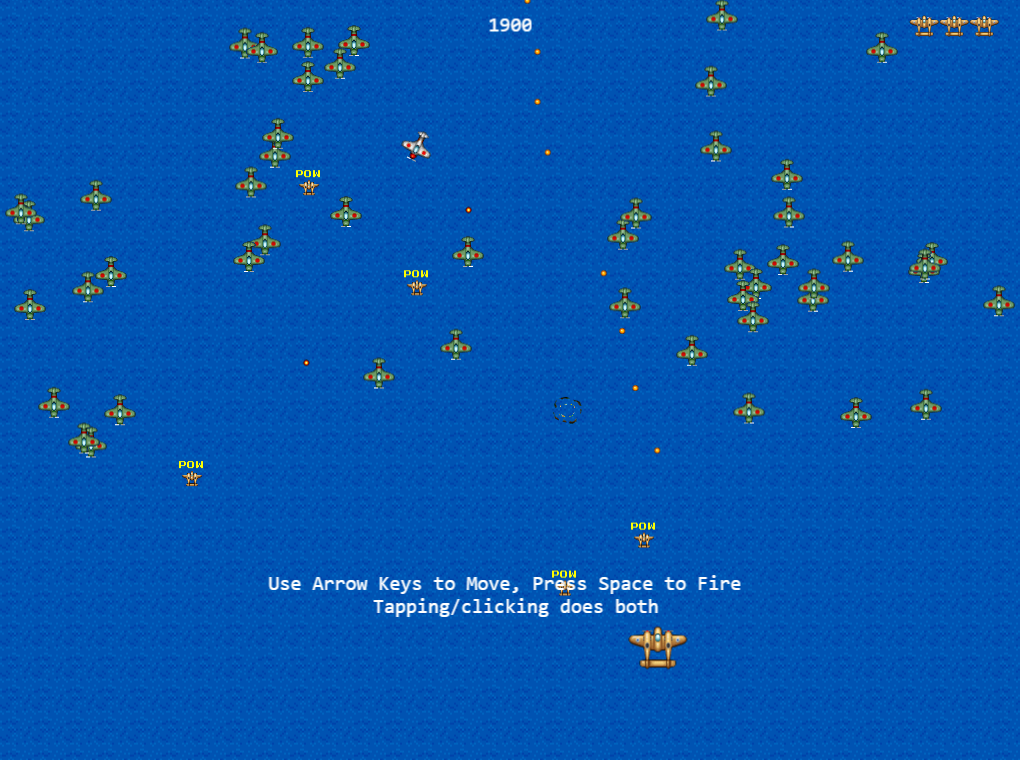 1900
POW
POW
POW
POW
POW
Use Arrow Keys to Move, Press Space to Fire
Tapping/clicking does both